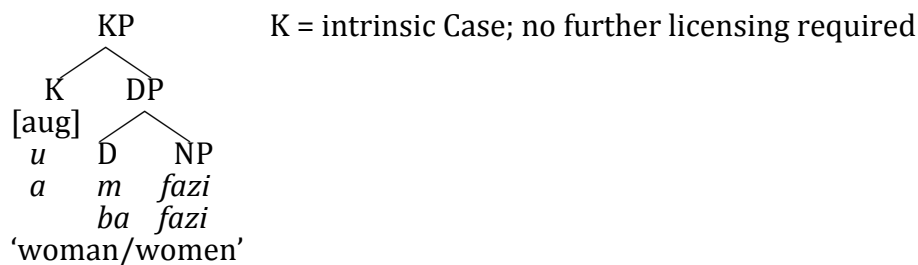 KP K = intrinsic Case; no further licensing required
K DP
[aug]
u D NP
a m fazi
ba fazi
‘woman/women’